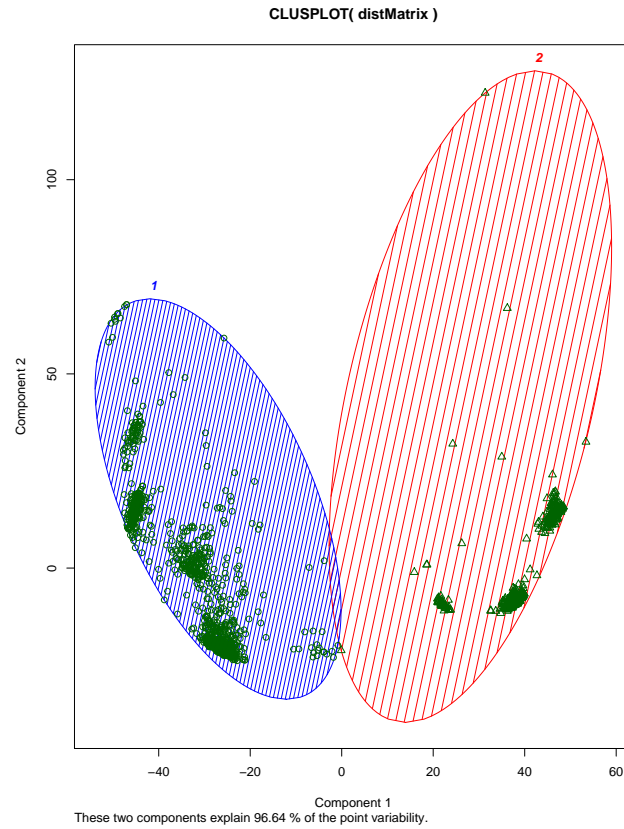 CLUSPLOT( distMatrix )
2
1
100
50
0
Component 2
−40 −20 0 20 40 60
Component 1
These two components explain 96.64 % of the point variability.